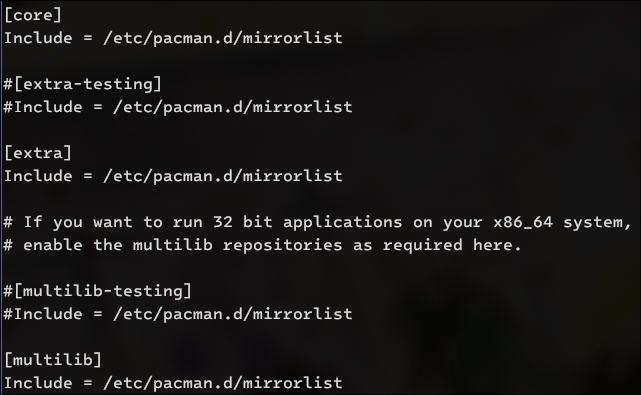 [core]
Include = /etc/pacman.d/mirrorlist
#[extra-testing]
#Include = /etc/pacman.d/mirrorlist
[extra]
Include = /etc/pacman.d/mirrorlist
# If you want to run 32 bit applications on your x86_64 system,
# enable the multilib repositories as required here.
#[multilib-testing]
#Include = /etc/pacman.d/mirrorlist
[multilib]
Include = /etc/pacman.d/mirrorlist